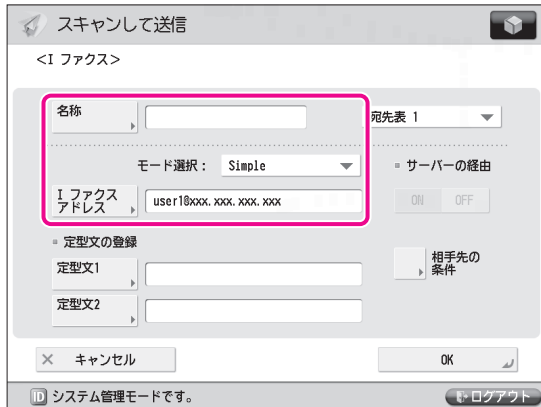 スキャンして送信
<I ファクス>
名称
宛先表 1
モード選択： Simple
サーバーの経由
I ファクス
アドレス
user1@xxx.xxx.xxx.xxx
ON OFF
定型文の登録
定型文1
相手先の
条件
定型文2
× キャンセル
OK
ID システム管理モードです。
ログアウト